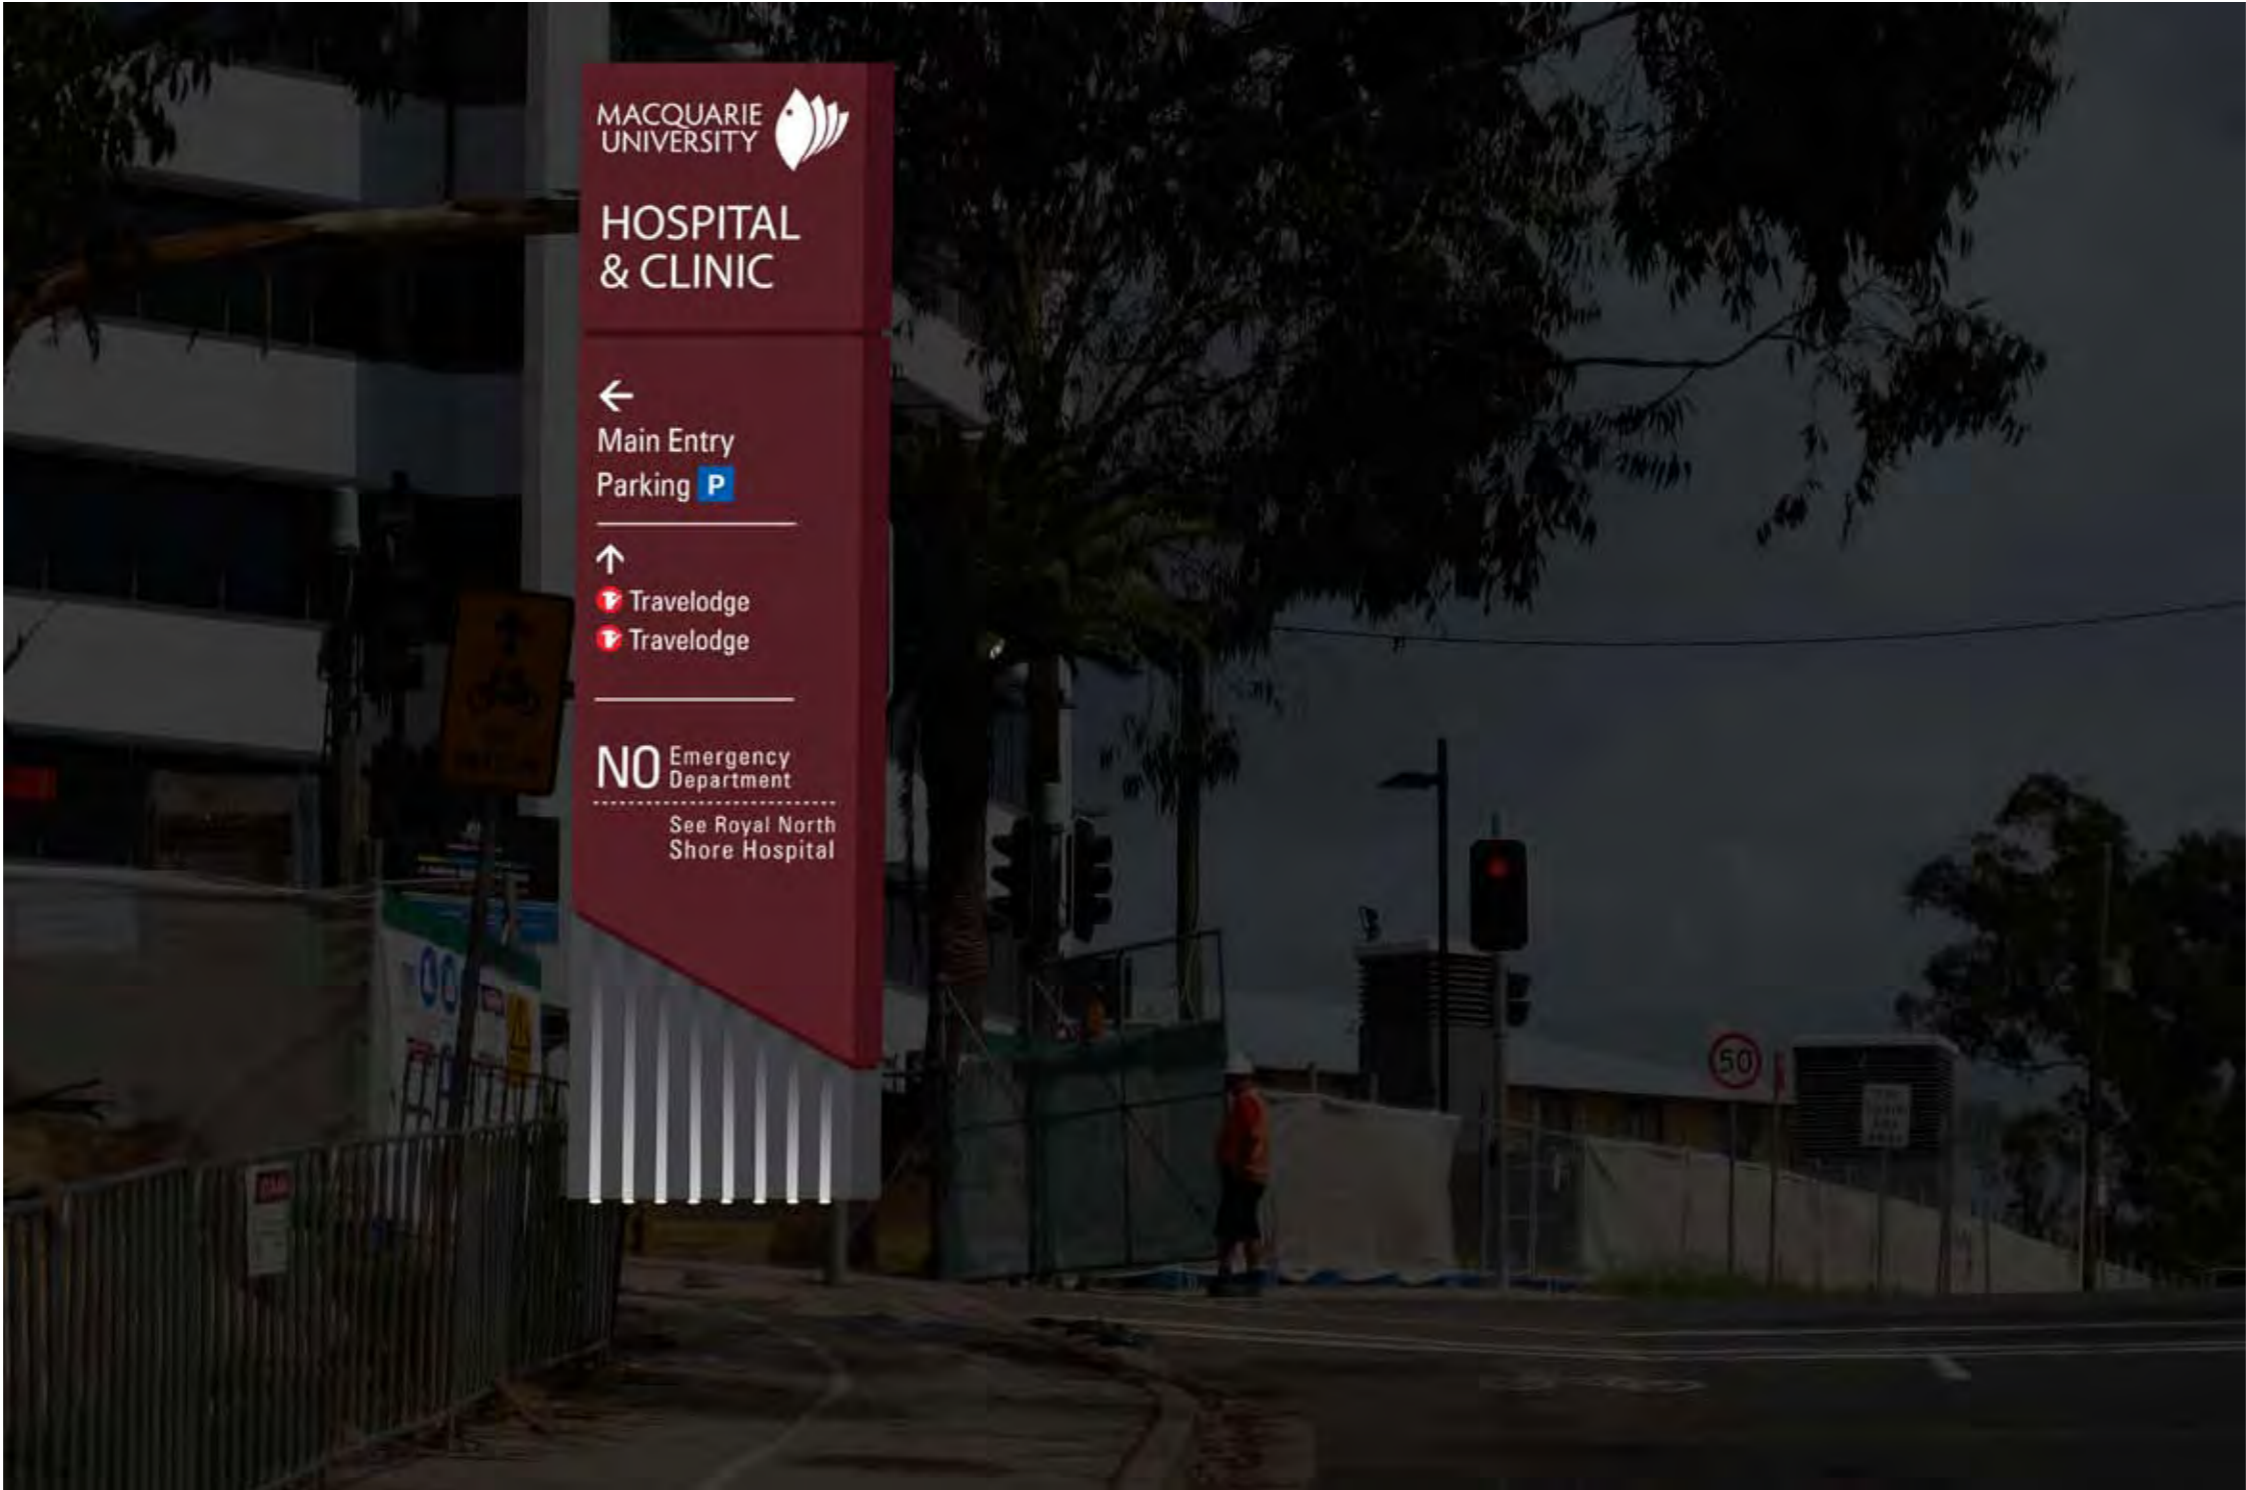 MACQUARIE
UNIVERSITY
HOSPITAL
& CLINIC
←
Main Entry
Parking P
↑
Travelodge
Travelodge
NO Emergency
Department
See Royal North
Shore Hospital
50